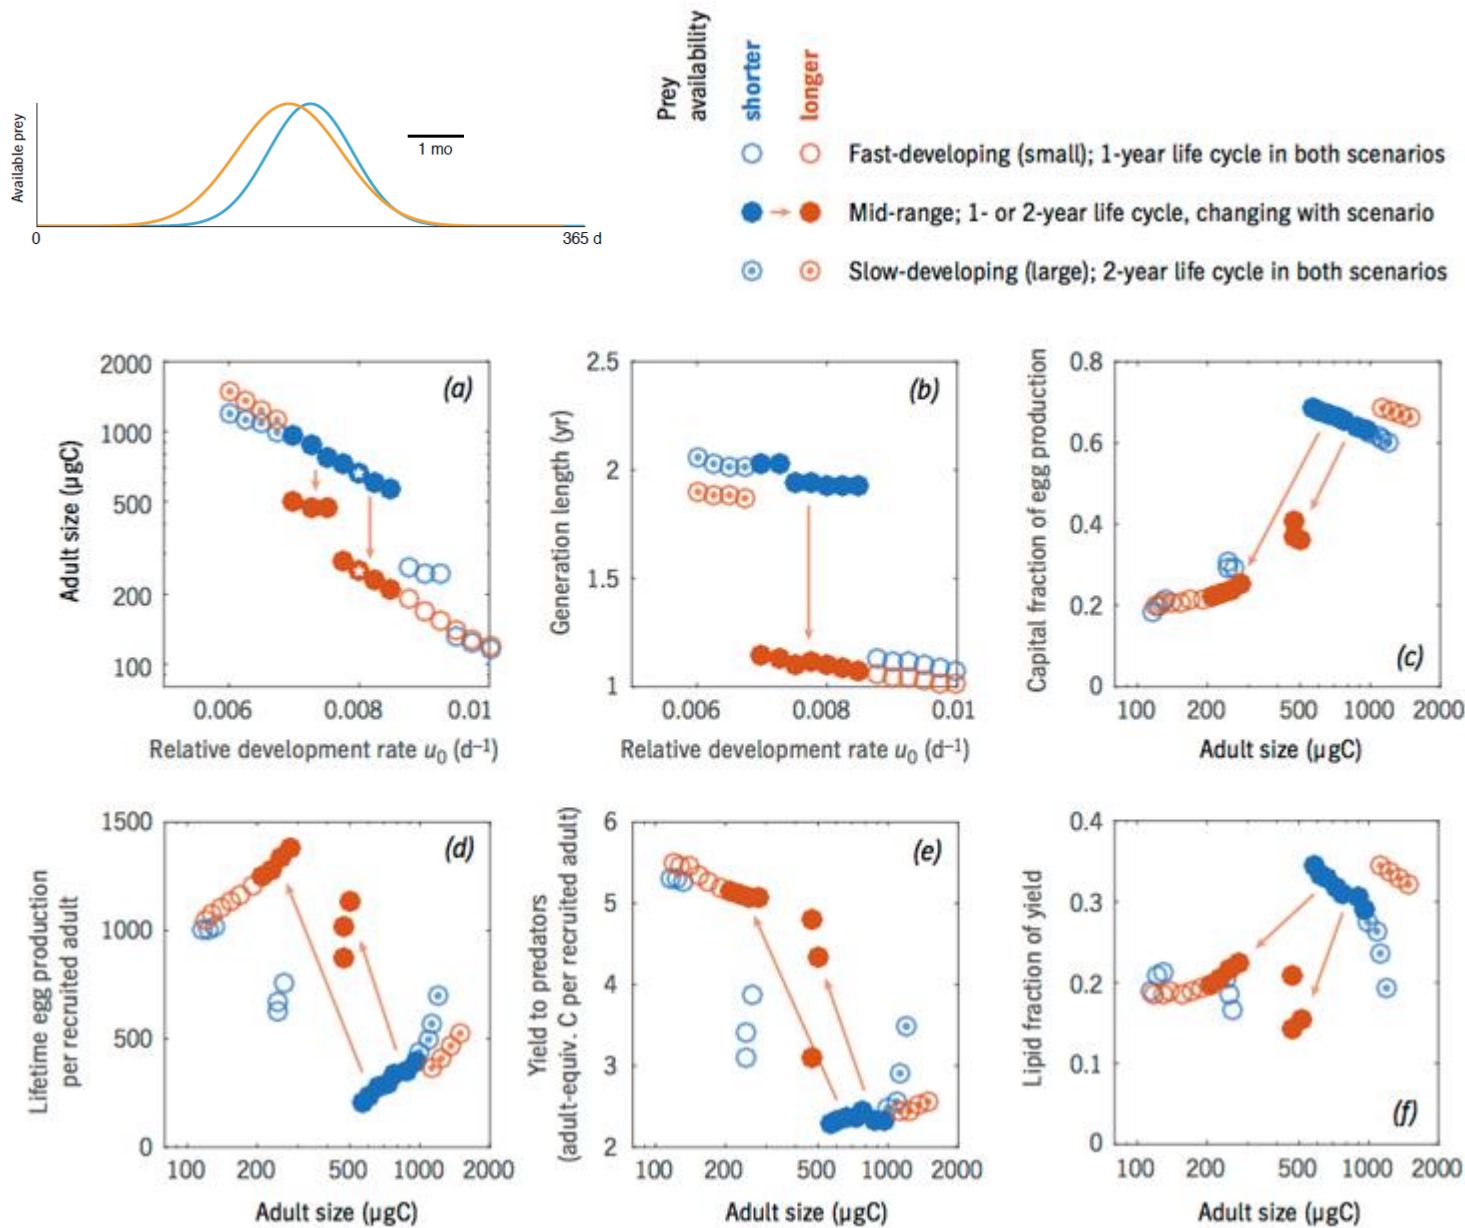 Available prey
1 mo
0
365 d
Prey
availability
shorter
longer
Fast-developing (small); 1-year life cycle in both scenarios
Mid-range; 1- or 2-year life cycle, changing with scenario
Slow-developing (large); 2-year life cycle in both scenarios
(a)
Adult size (µgC)
2000
1000
500
200
100
0.006
0.008
0.01
Relative development rate u0 (d−1)
(b)
Generation length (yr)
2.5
2
1.5
1
0.006
0.008
0.01
Relative development rate u0 (d−1)
(c)
Capital fraction of egg production
0.8
0.6
0.4
0.2
0
100
200
500
1000
2000
Adult size (µgC)
(d)
Lifetime egg production
per recruited adult
1500
1000
500
0
100
200
500
1000
2000
Adult size (µgC)
(e)
Yield to predators
(adult-equiv. C per recruited adult)
6
5
4
3
2
100
200
500
1000
2000
Adult size (µgC)
(f)
Lipid fraction of yield
0.4
0.3
0.2
0.1
0
100
200
500
1000
2000
Adult size (µgC)